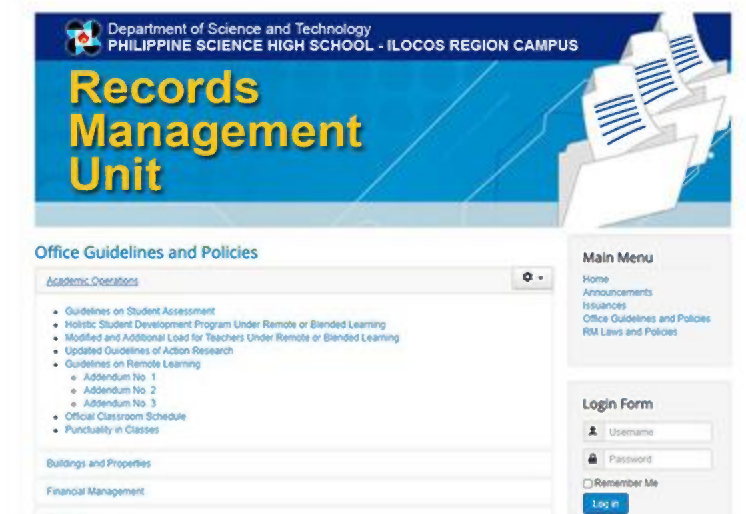 Department of Science and Technology
PHILIPPINE SCIENCE HIGH SCHOOL - ILOCOS REGION CAMPUS
Records
Management
Unit
Office Guidelines and Policies
Academic Operations
Guidelines on Student Assessment
Holistic Student Development Program Under Remote or Blended Learning
Modified and Additional Load for Teachers Under Remote or Blended Learning
Updated Guidelines of Action Research
Guidelines on Remote Learning
Addendum No. 1
Addendum No. 2
Addendum No. 3
Official Classroom Schedule
Punctuality in Classes
Buildings and Properties
Financial Management
Main Menu
Home
Announcements
Issuances
Office Guidelines and Policies
RM Laws and Policies
Login Form
Username
Password
Remember Me
Log in